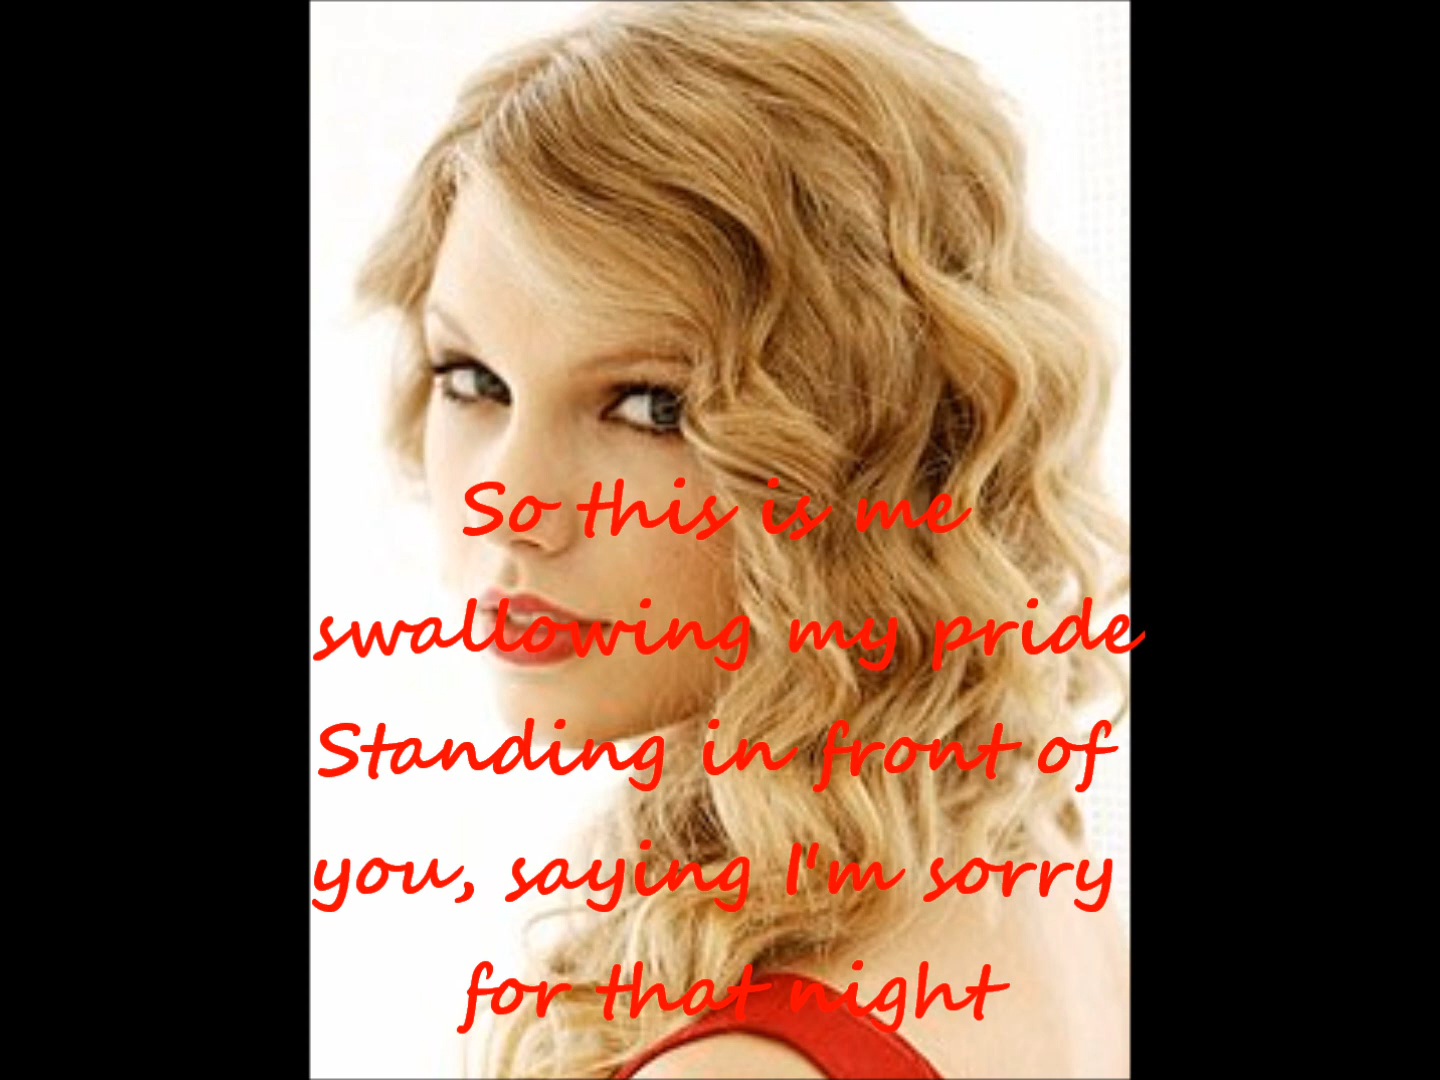 So this is me
swallowing my pride
Standing in front of
you, saying I'm sorry
for that night